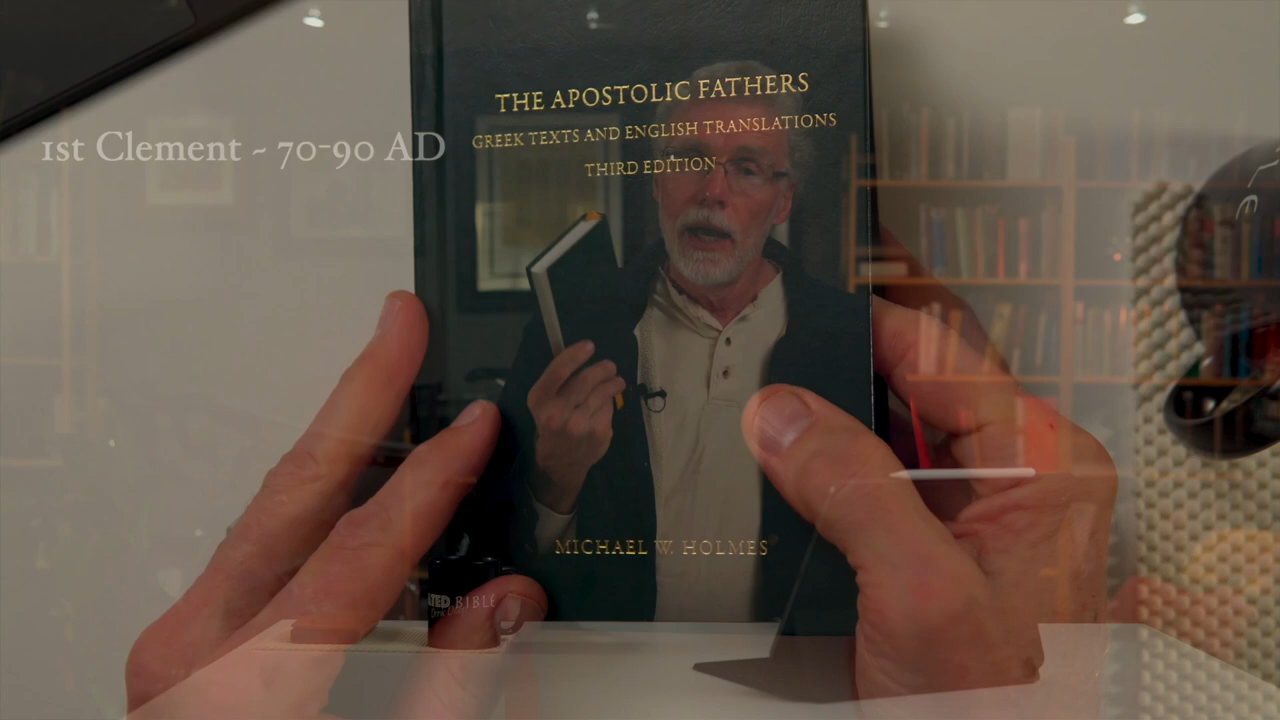 1st Clement ~ 70-90 AD
THE APOSTOLIC FATHERS
GREEK TEXTS AND ENGLISH TRANSLATIONS
THIRD EDITION
MICHAEL W. HOLMES
BIBLE